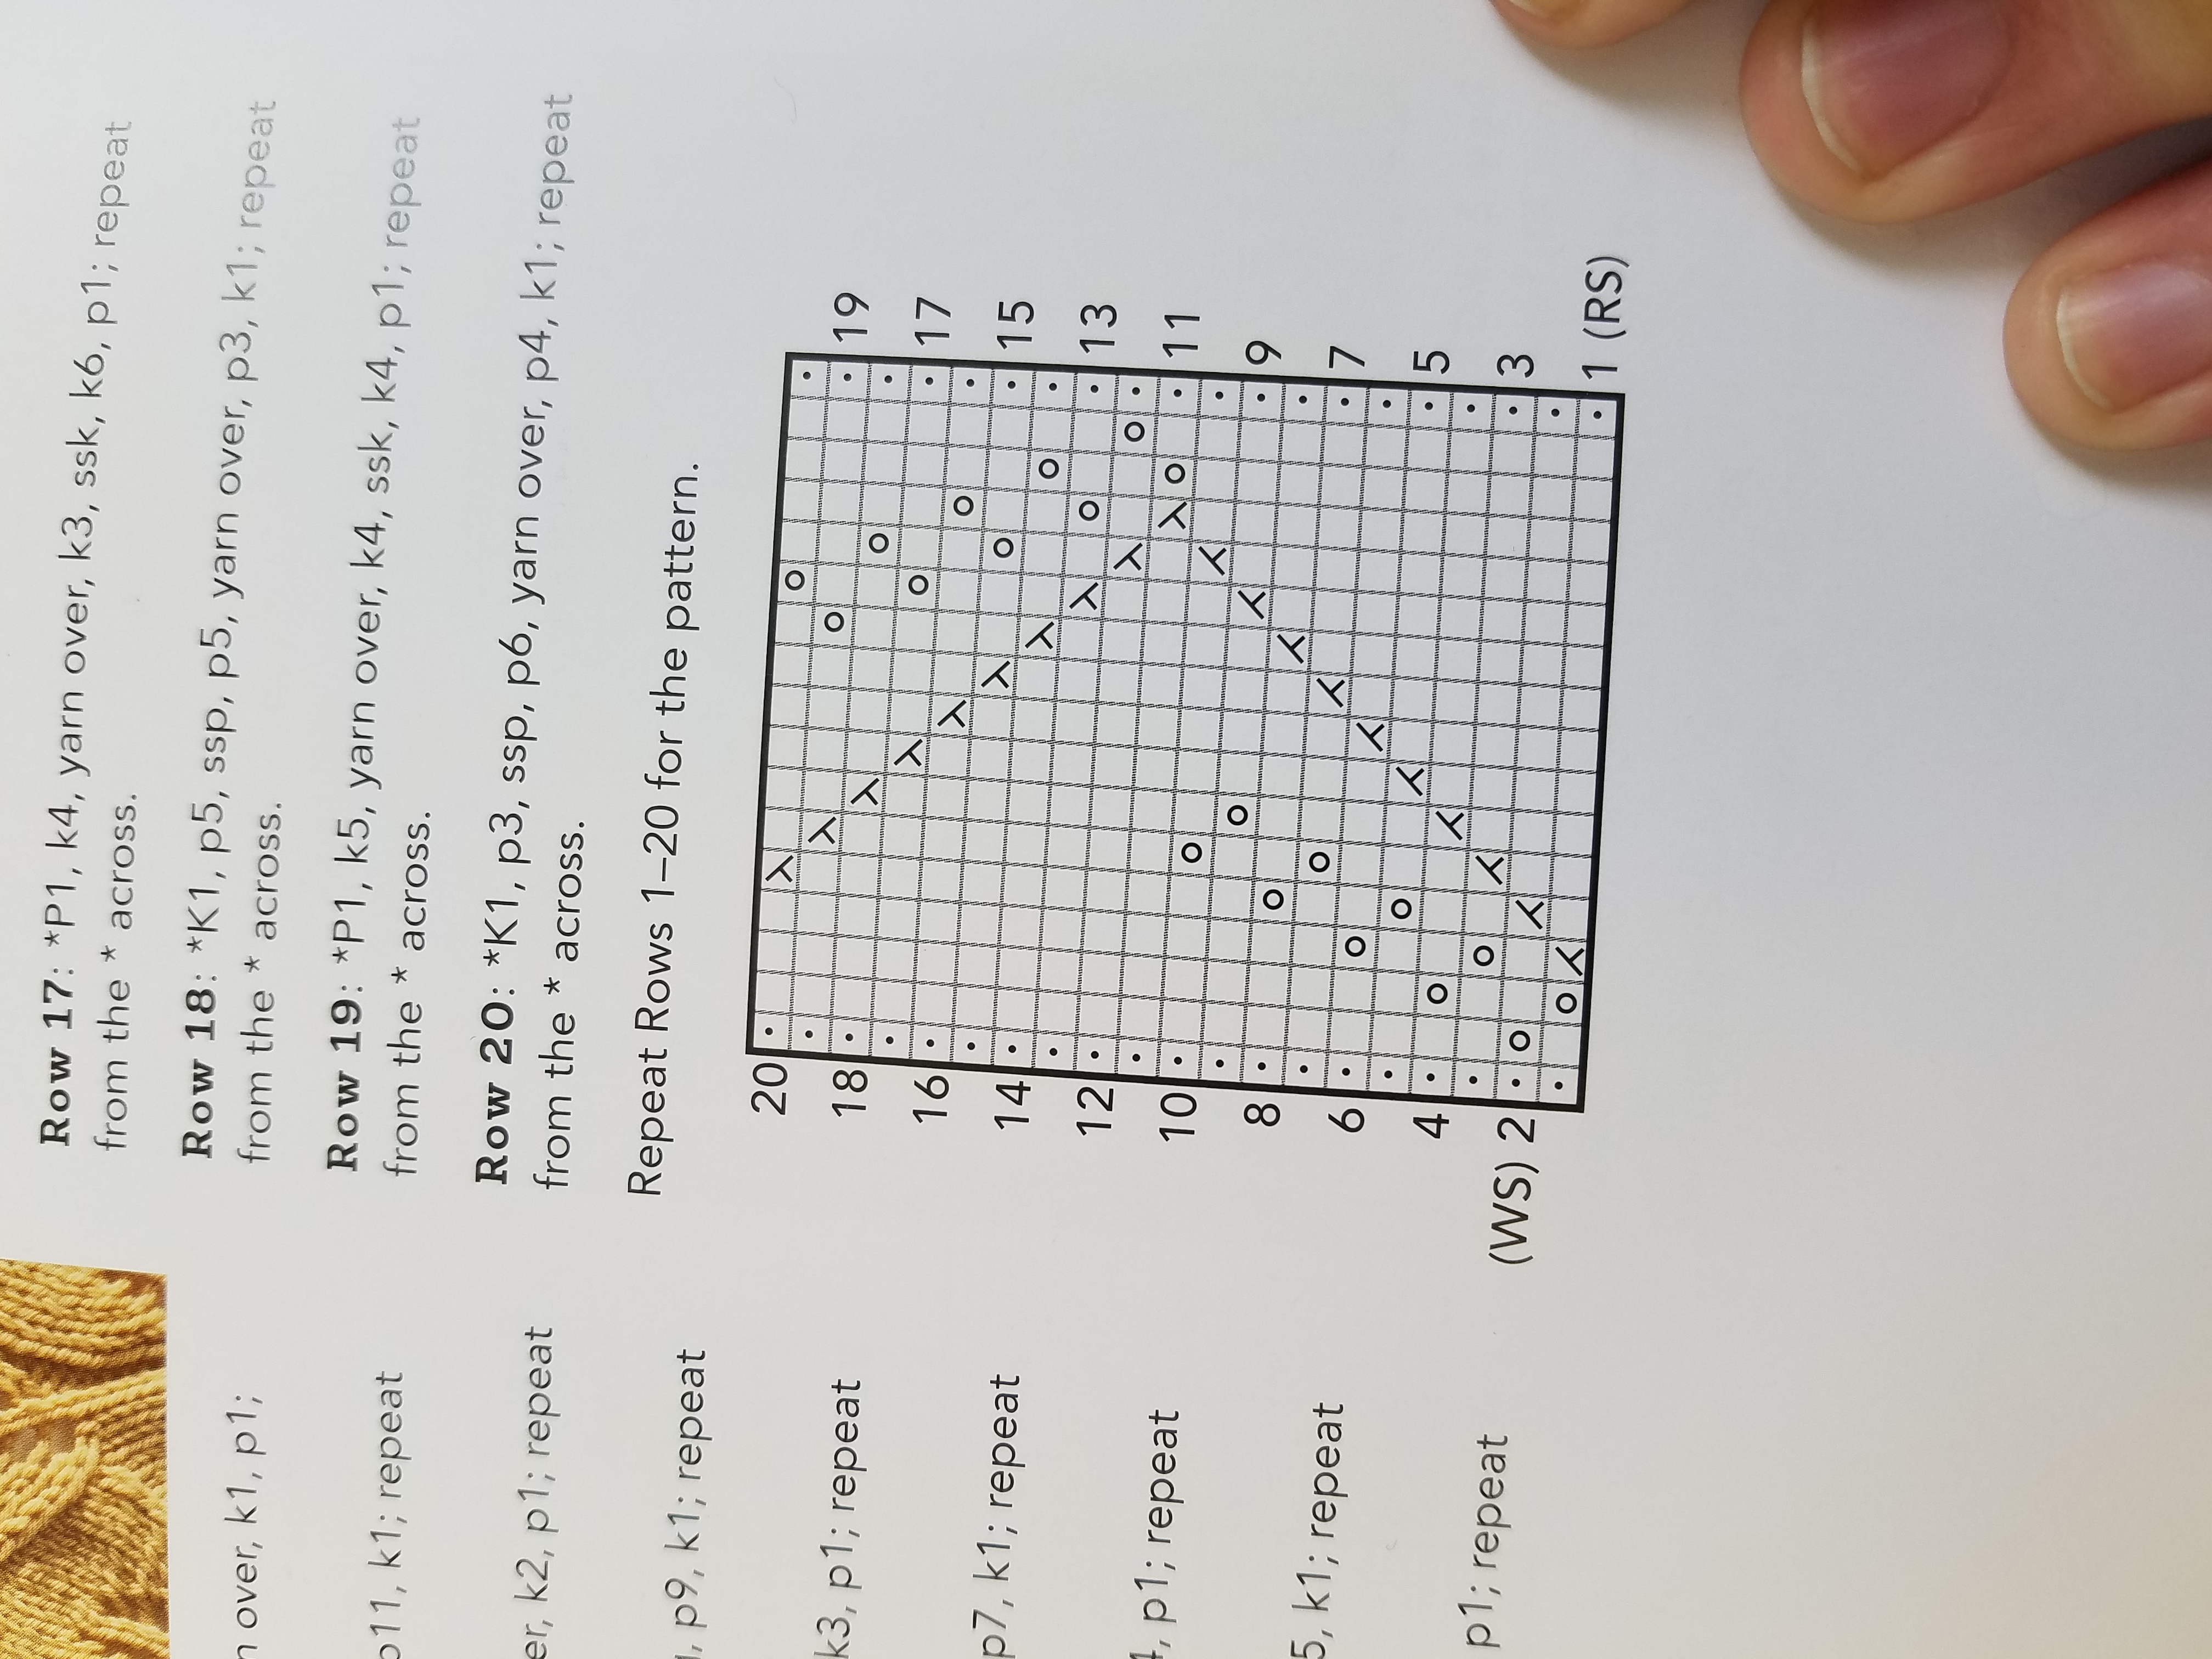 n over, k1, p1;
p11, k1; repeat
er, k2, p1; repeat
, p9, k1; repeat
k3, p1; repeat
p7, k1; repeat
, p1; repeat
5, k1; repeat
p1; repeat
Row 17: *P1, k4, yarn over, k3, ssk, k6, p1; repeat
from the * across.
Row 18: *K1, p5, ssp, p5, yarn over, p3, k1; repeat
from the * across.
Row 19: *P1, k5, yarn over, k4, ssk, k4, p1; repeat
from the * across.
Row 20: *K1, p3, ssp, p6, yarn over, p4, k1; repeat
from the * across.
Repeat Rows 1–20 for the pattern.
20
19
18
17
16
15
14
13
12
11
10
9
8
7
6
5
4
3
(WS) 2
1 (RS)